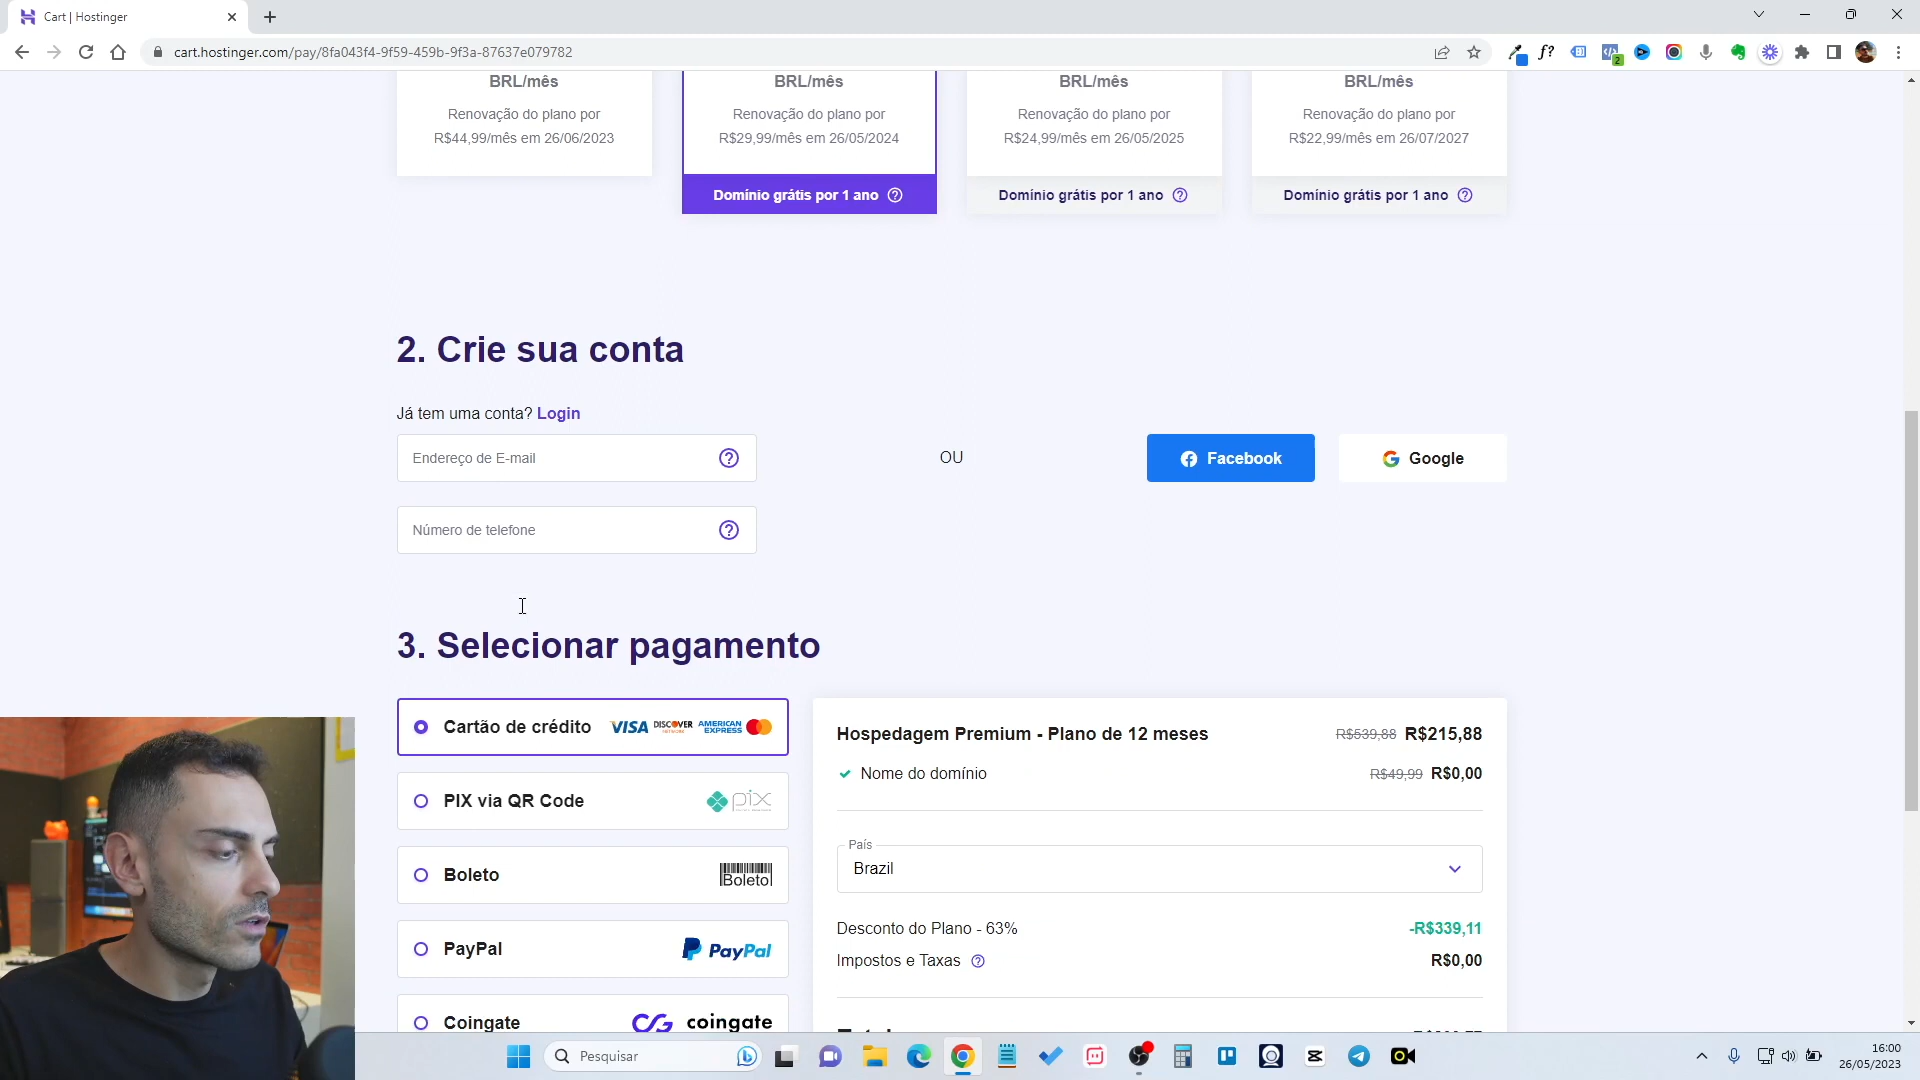 Cart | Hostinger
cart.hostinger.com/pay/8fa043f4-9f59-459b-9f3a-87637e079782
f?
2
BRL/mês
Renovação do plano por
R$44,99/mês em 26/06/2023
BRL/mês
Renovação do plano por
R$29,99/mês em 26/05/2024
Domínio grátis por 1 ano
BRL/mês
Renovação do plano por
R$24,99/mês em 26/05/2025
Domínio grátis por 1 ano
BRL/mês
Renovação do plano por
R$22,99/mês em 26/07/2027
Domínio grátis por 1 ano
2. Crie sua conta
Já tem uma conta? Login
Endereço de E-mail
OU
Facebook
Google
Número de telefone
3. Selecionar pagamento
Cartão de crédito VISA DISCOVER NETWORK AMERICAN EXPRESS
PIX via QR Code pix
Boleto Boleto
PayPal PayPal
Coingate coingate
Hospedagem Premium - Plano de 12 meses R$539,88 R$215,88
Nome do domínio R$49,99 R$0,00
País
Brazil
Desconto do Plano - 63% -R$339,11
Impostos e Taxas R$0,00
Pesquisar
16:00
26/05/2023